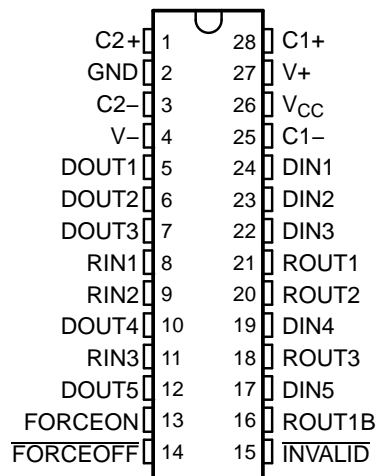 C2+ 1 28 C1+
GND 2 27 V+
C2− 3 26 VCC
V− 4 25 C1−
DOUT1 5 24 DIN1
DOUT2 6 23 DIN2
DOUT3 7 22 DIN3
RIN1 8 21 ROUT1
RIN2 9 20 ROUT2
DOUT4 10 19 DIN4
RIN3 11 18 ROUT3
DOUT5 12 17 DIN5
FORCEON 13 16 ROUT1B
FORCEOFF 14 15 INVALID